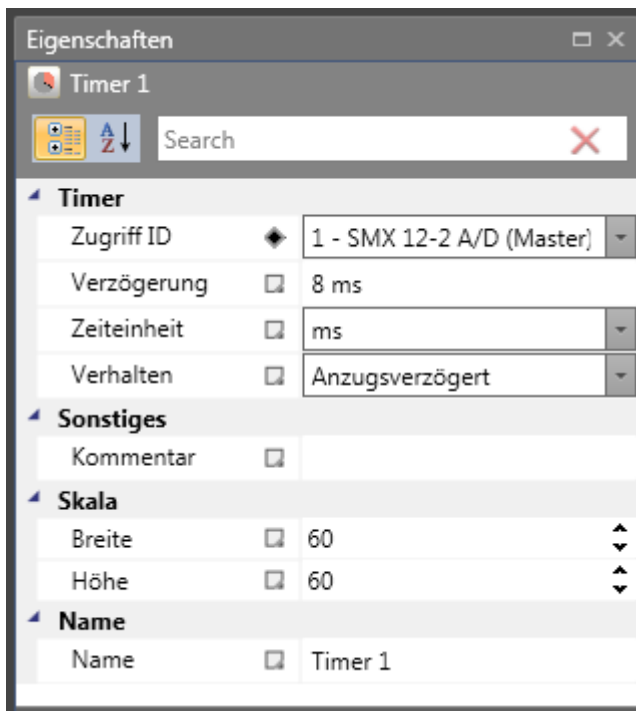 Eigenschaften
Timer 1
A
Z
Search
Timer
Zugriff ID 1 - SMX 12-2 A/D (Master)
Verzögerung 8 ms
Zeiteinheit ms
Verhalten Anzugsverzögert
Sonstiges
Kommentar
Skala
Breite 60
Höhe 60
Name
Name Timer 1